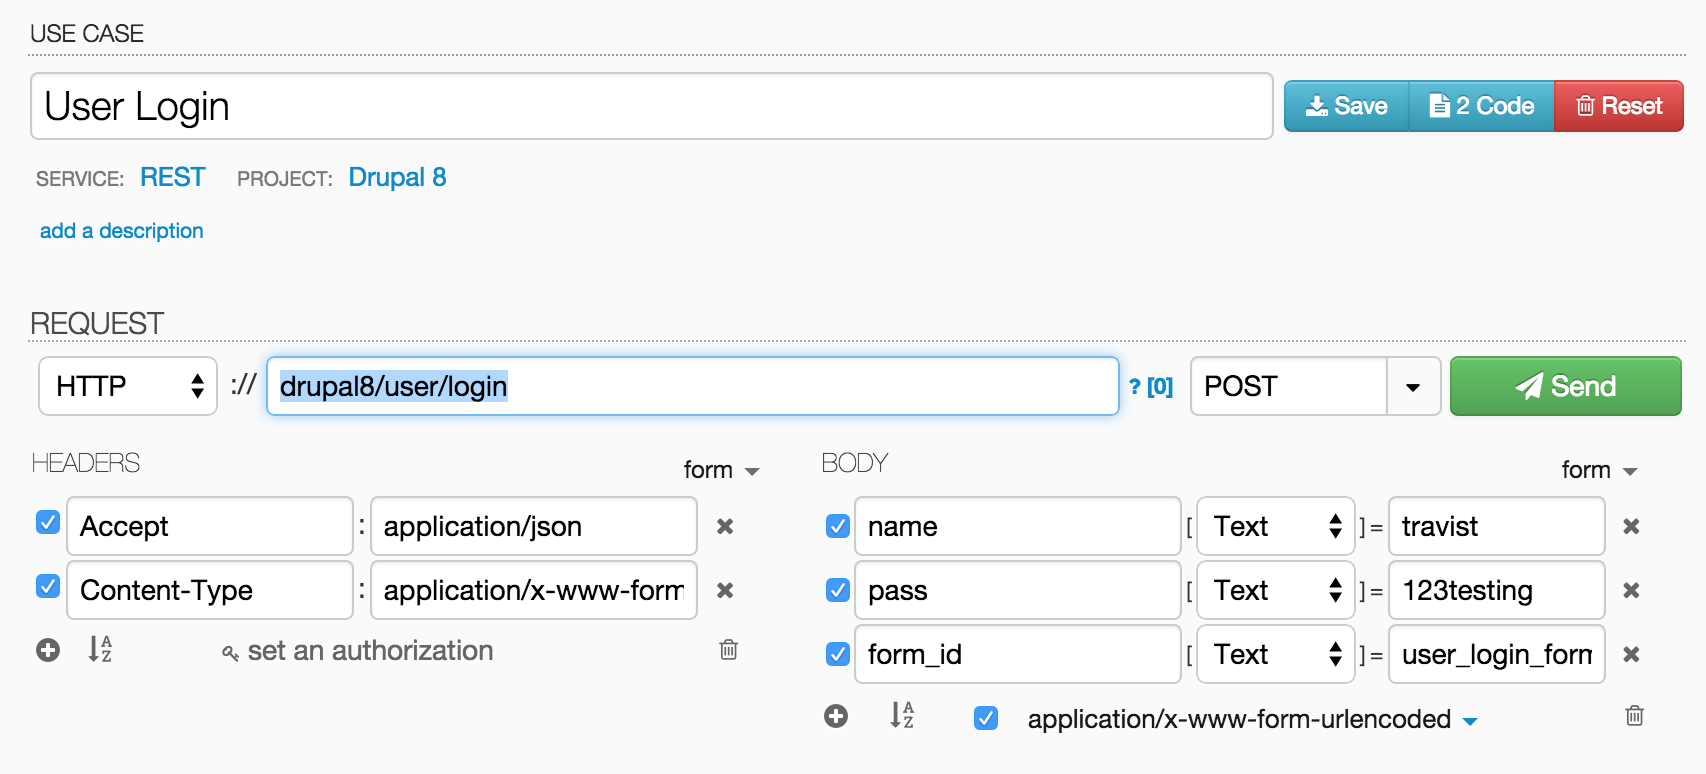 USE CASE
User Login
Save 2 Code Reset
SERVICE: REST PROJECT: Drupal 8
add a description
REQUEST
HTTP :// drupal8/user/login ? [0] POST Send
HEADERS form
Accept : application/json
Content-Type : application/x-www-form
set an authorization
BODY form
name [ Text ] = travist
pass [ Text ] = 123testing
form_id [ Text ] = user_login_form
application/x-www-form-urlencoded